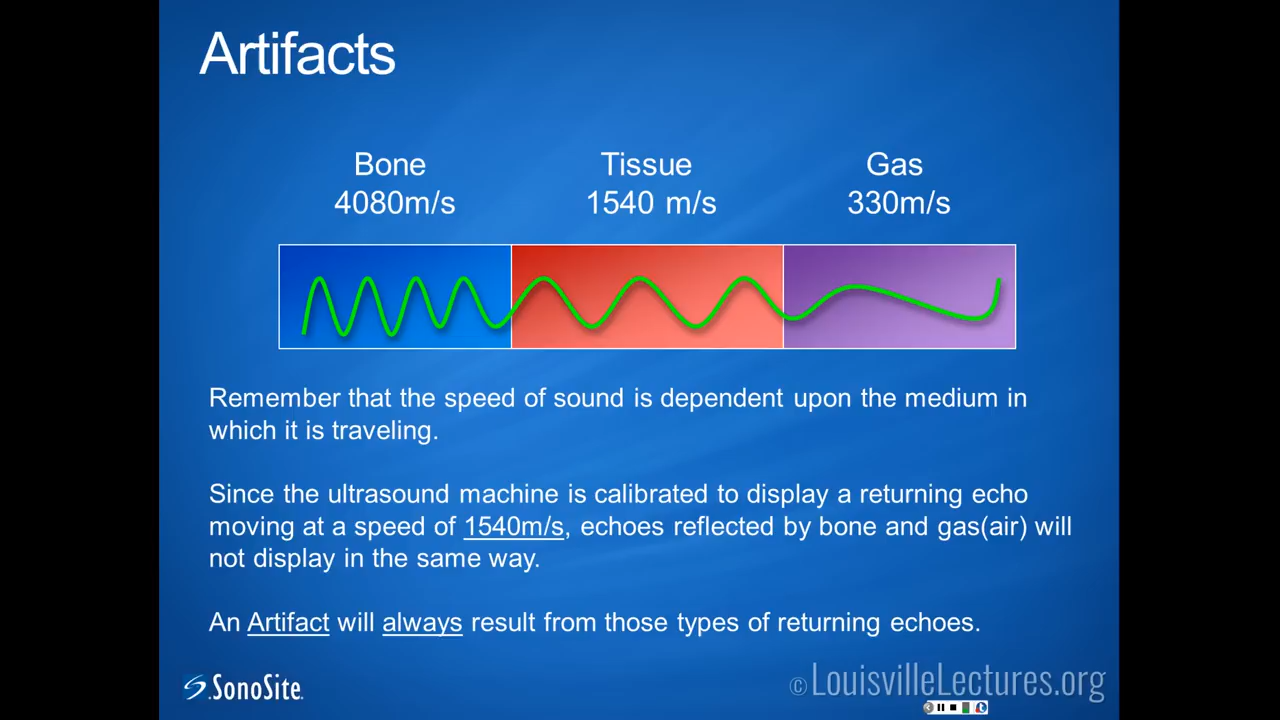 Artifacts
Bone
4080m/s
Tissue
1540 m/s
Gas
330m/s
Remember that the speed of sound is dependent upon the medium in
which it is traveling.
Since the ultrasound machine is calibrated to display a returning echo
moving at a speed of 1540m/s, echoes reflected by bone and gas(air) will
not display in the same way.
An Artifact will always result from those types of returning echoes.
SonoSite
© LouisvilleLectures.org